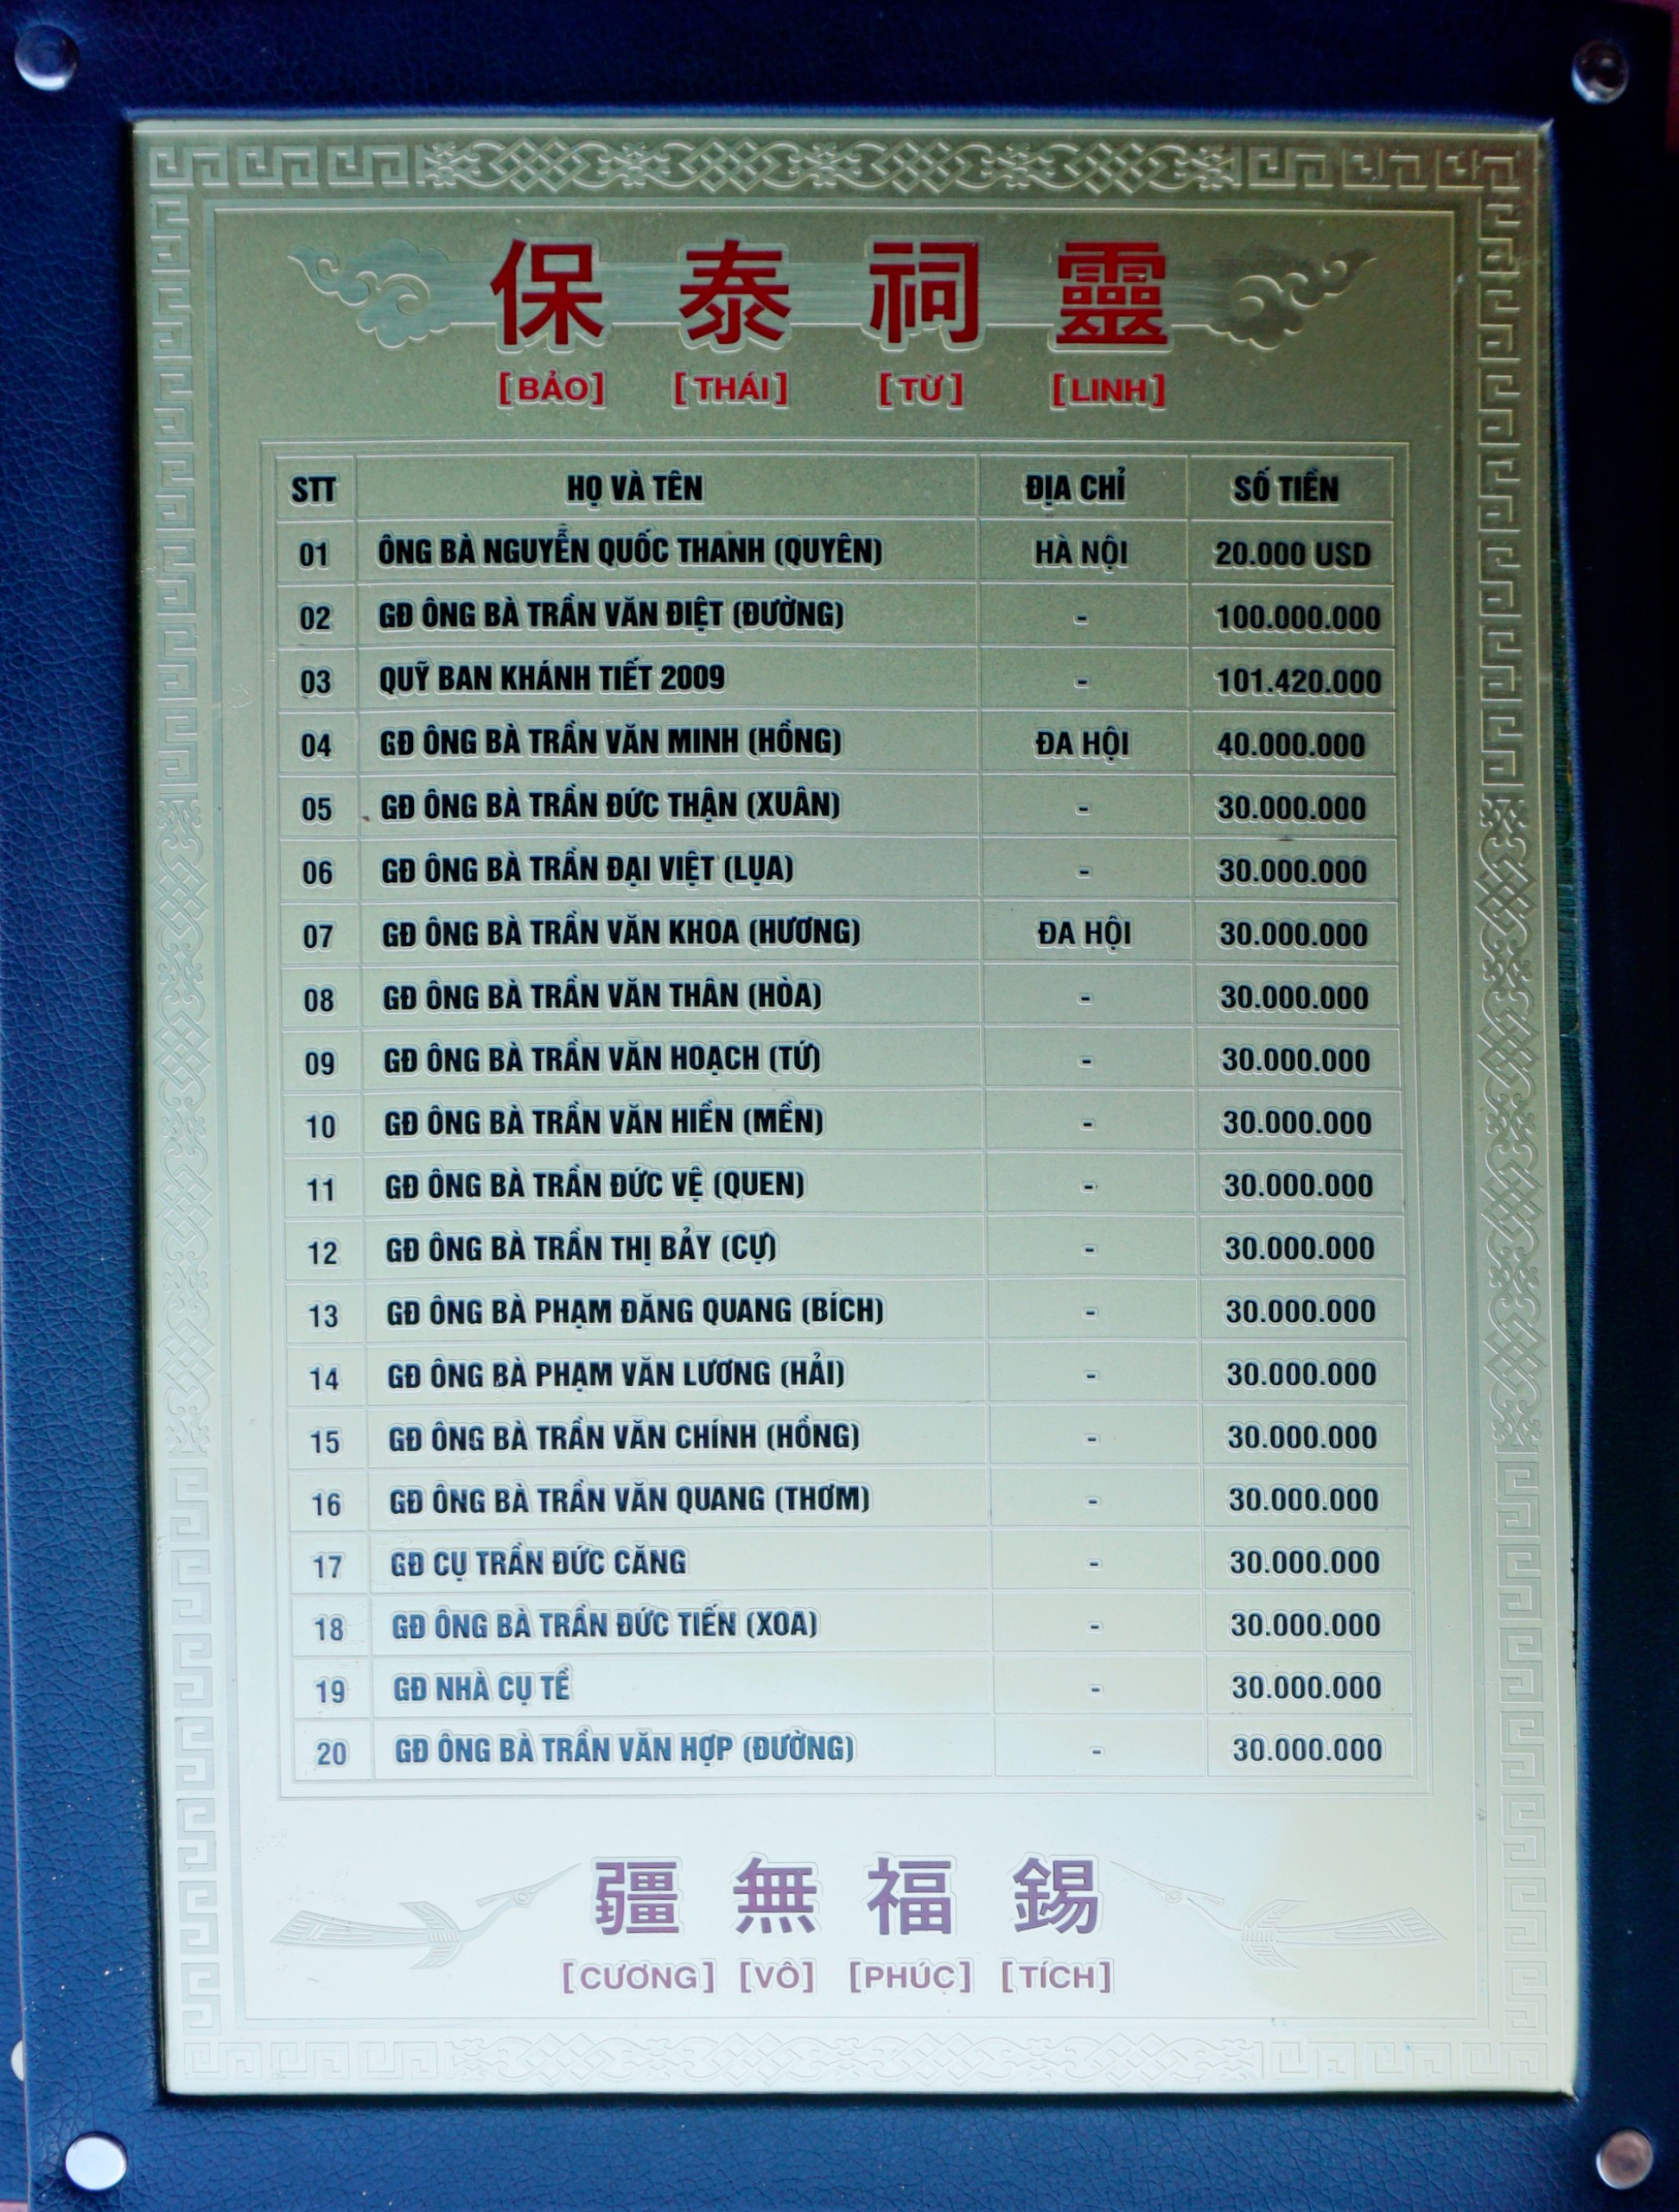 保 泰 祠 靈
[BẢO] [THÁI] [TỪ] [LINH]
STT HỌ VÀ TÊN ĐỊA CHỈ SỐ TIỀN
01 ÔNG BÀ NGUYỄN QUỐC THANH (QUYÊN) HÀ NỘI 20.000 USD
02 GĐ ÔNG BÀ TRẦN VĂN ĐIỆT (ĐƯỜNG) - 100.000.000
03 QUỸ BAN KHÁNH TIẾT 2009 - 101.420.000
04 GĐ ÔNG BÀ TRẦN VĂN MINH (HỒNG) ĐA HỘI 40.000.000
05 GĐ ÔNG BÀ TRẦN ĐỨC THẬN (XUÂN) - 30.000.000
06 GĐ ÔNG BÀ TRẦN ĐẠI VIỆT (LỤA) - 30.000.000
07 GĐ ÔNG BÀ TRẦN VĂN KHOA (HƯƠNG) ĐA HỘI 30.000.000
08 GĐ ÔNG BÀ TRẦN VĂN THÂN (HÒA) - 30.000.000
09 GĐ ÔNG BÀ TRẦN VĂN HOẠCH (TỨ) - 30.000.000
10 GĐ ÔNG BÀ TRẦN VĂN HIỀN (MỀN) - 30.000.000
11 GĐ ÔNG BÀ TRẦN ĐỨC VỆ (QUEN) - 30.000.000
12 GĐ ÔNG BÀ TRẦN THỊ BẢY (CỰ) - 30.000.000
13 GĐ ÔNG BÀ PHẠM ĐĂNG QUANG (BÍCH) - 30.000.000
14 GĐ ÔNG BÀ PHẠM VĂN LƯƠNG (HẢI) - 30.000.000
15 GĐ ÔNG BÀ TRẦN VĂN CHÍNH (HỒNG) - 30.000.000
16 GĐ ÔNG BÀ TRẦN VĂN QUANG (THƠM) - 30.000.000
17 GĐ CỤ TRẦN ĐỨC CĂNG - 30.000.000
18 GĐ ÔNG BÀ TRẦN ĐỨC TIẾN (XOA) - 30.000.000
19 GĐ NHÀ CỤ TỀ - 30.000.000
20 GĐ ÔNG BÀ TRẦN VĂN HỢP (ĐƯỜNG) - 30.000.000
疆 無 福 錫
[CƯƠNG] [VÔ] [PHÚC] [TÍCH]